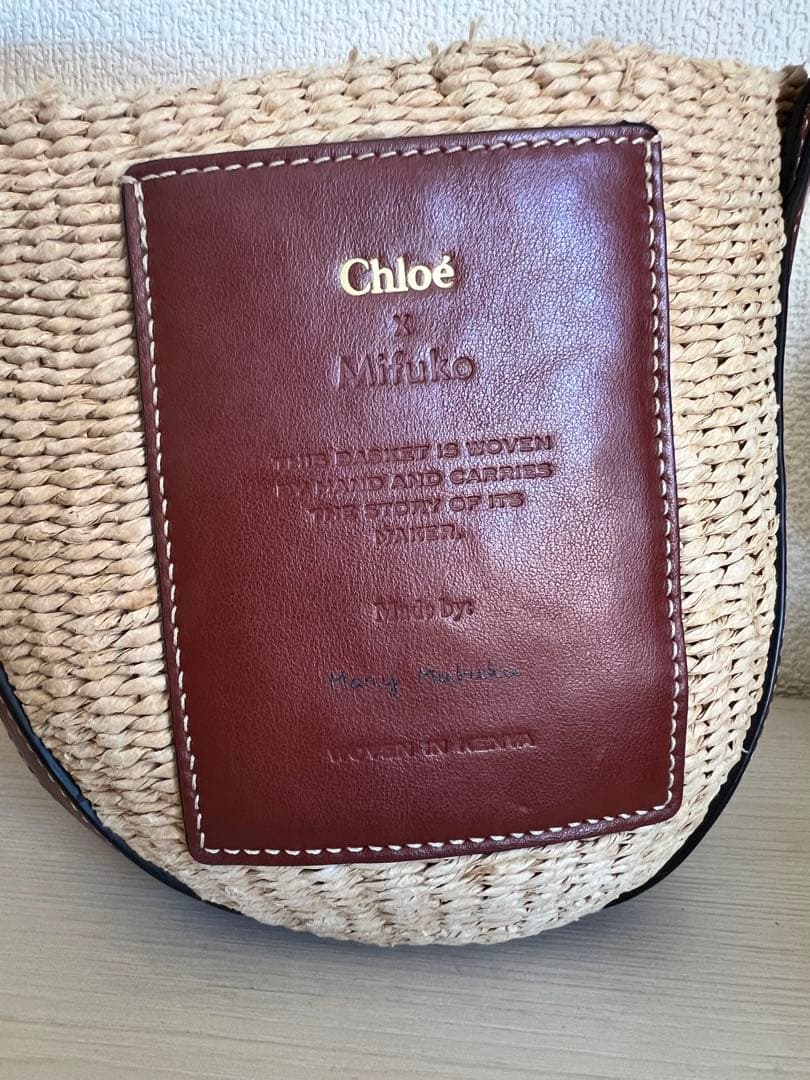 Chloé
x
Mifuko
THIS BASKET IS WOVEN
BY HAND AND CARRIES
THE STORY OF ITS
MAKER.
Made by:
Mary
WOVEN IN KENYA